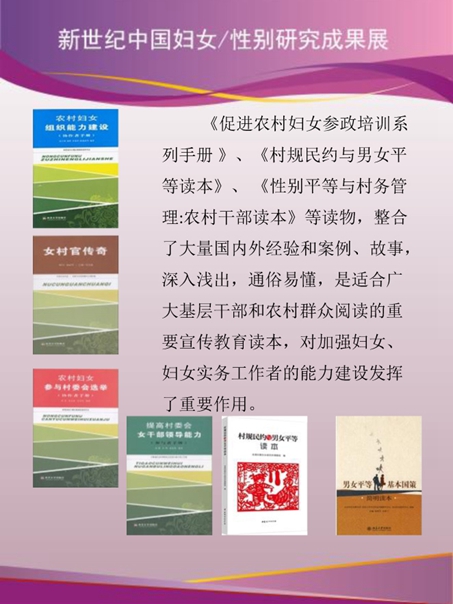 新世纪中国妇女/性别研究成果展
《促进农村妇女参政培训系
列手册 》、《村规民约与男女平
等读本》、 《性别平等与村务管
理:农村干部读本》等读物，整合
了大量国内外经验和案例、故事，
深入浅出，通俗易懂，是适合广
大基层干部和农村群众阅读的重
要宣传教育读本，对加强妇女、
妇女实务工作者的能力建设发挥
了重要作用。
农村妇女
组织能力建设
女村官传奇
农村妇女
参与村委会选举
提高村委会
女干部领导能力
村规民约与男女平等
读本
男女平等基本国策
简明读本